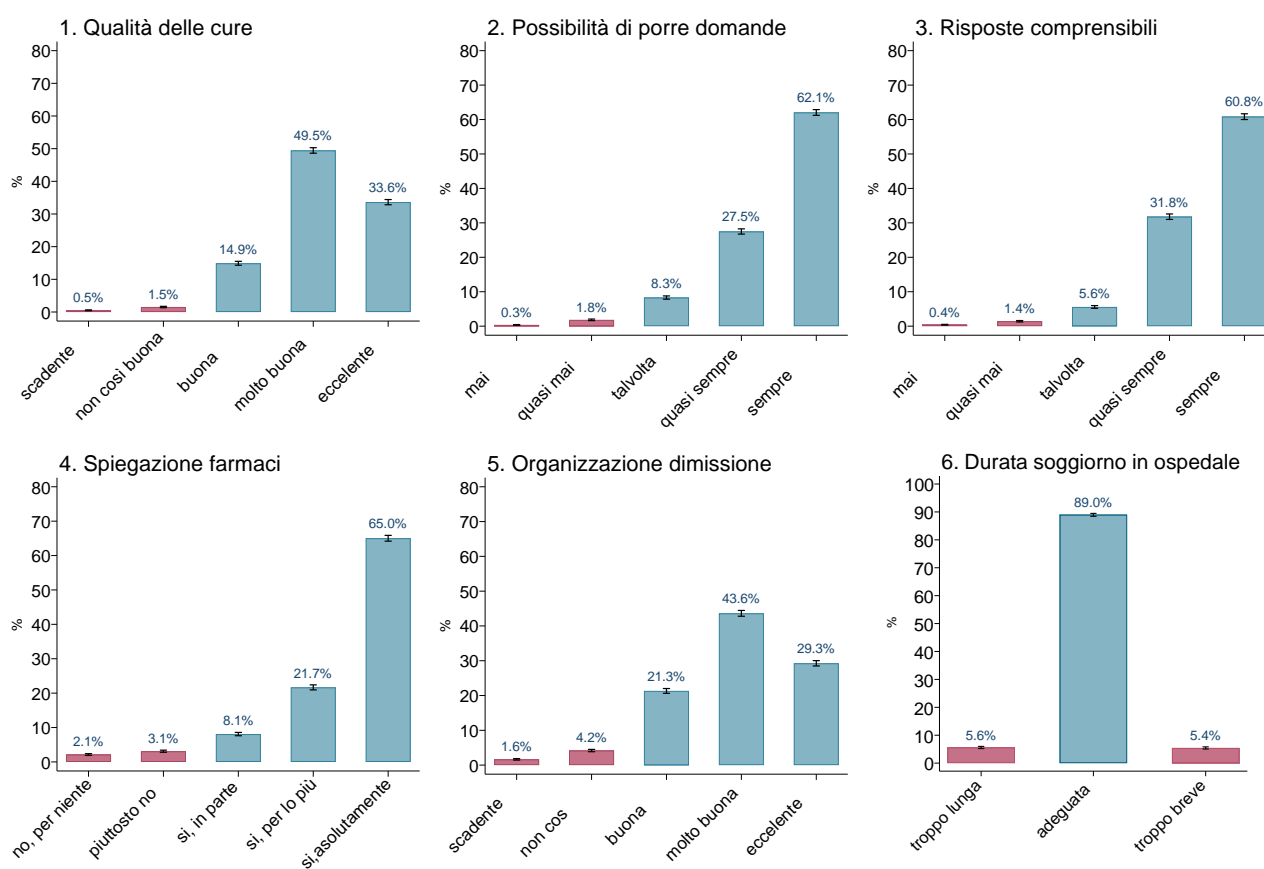 1. Qualità delle cure
80
70
60
50
40
30
20
10
0
%
0.5%
1.5%
14.9%
49.5%
33.6%
scadente
non così buona
buona
molto buona
eccelente
2. Possibilità di porre domande
80
70
60
50
40
30
20
10
0
%
0.3%
1.8%
8.3%
27.5%
62.1%
mai
quasi mai
talvolta
quasi sempre
sempre
3. Risposte comprensibili
80
70
60
50
40
30
20
10
0
%
0.4%
1.4%
5.6%
31.8%
60.8%
mai
quasi mai
talvolta
quasi sempre
sempre
4. Spiegazione farmaci
80
70
60
50
40
30
20
10
0
%
2.1%
3.1%
8.1%
21.7%
65.0%
no, per niente
piuttosto no
si, in parte
si, per lo più
si,asolutamente
5. Organizzazione dimissione
80
70
60
50
40
30
20
10
0
%
1.6%
4.2%
21.3%
43.6%
29.3%
scadente
non cos
buona
molto buona
eccelente
6. Durata soggiorno in ospedale
100
90
80
70
60
50
40
30
20
10
0
%
5.6%
89.0%
5.4%
troppo lunga
adeguata
troppo breve